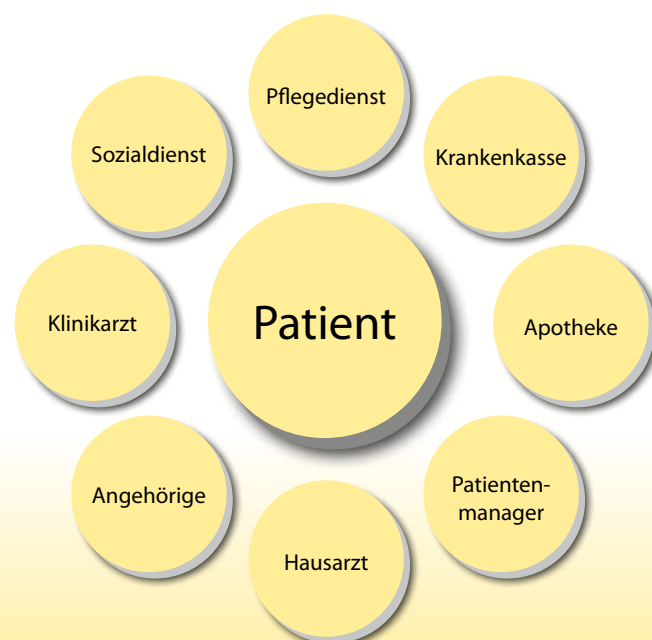 Pflegedienst
Sozialdienst
Krankenkasse
Patient
Klinikarzt
Apotheke
Angehörige
Patienten-
manager
Hausarzt